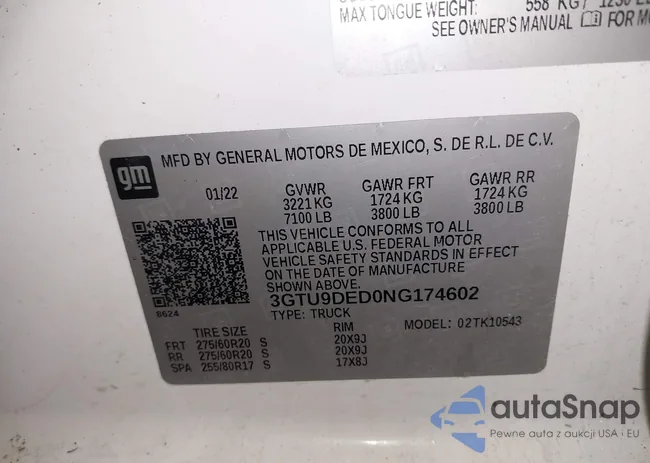 MAX TONGUE WEIGHT: 558 KG / 1230 L
SEE OWNER'S MANUAL FOR MO
gm
MFD BY GENERAL MOTORS DE MEXICO, S. DE R.L. DE C.V.
01/22 GVWR GAWR FRT GAWR RR
3221 KG 1724 KG 1724 KG
7100 LB 3800 LB 3800 LB
THIS VEHICLE CONFORMS TO ALL
APPLICABLE U.S. FEDERAL MOTOR
VEHICLE SAFETY STANDARDS IN EFFECT
ON THE DATE OF MANUFACTURE
SHOWN ABOVE.
8624
3GTU9DED0NG174602
TYPE: TRUCK MODEL: 02TK10543
TIRE SIZE RIM
FRT 275/60R20 S 20X9J
RR 275/60R20 S 20X9J
SPA 255/80R17 S 17X8J
autaSnap
Pewne auta z aukcji USA i EU